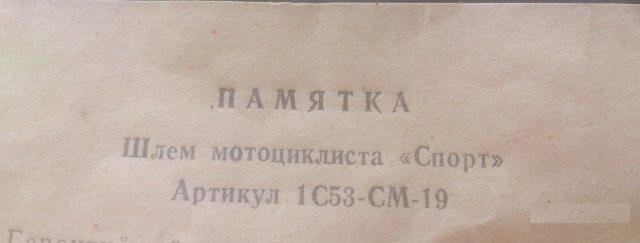 ПАМЯТКА
Шлем мотоциклиста «Спорт»
Артикул 1С53-СМ-19